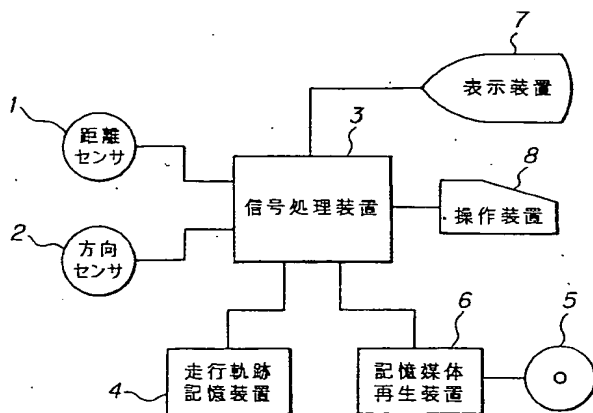 7
表示装置
1
距離
センサ
3
信号処理装置
8
操作装置
2
方向
センサ
6
5
4
走行軌跡
記憶装置
記憶媒体
再生装置